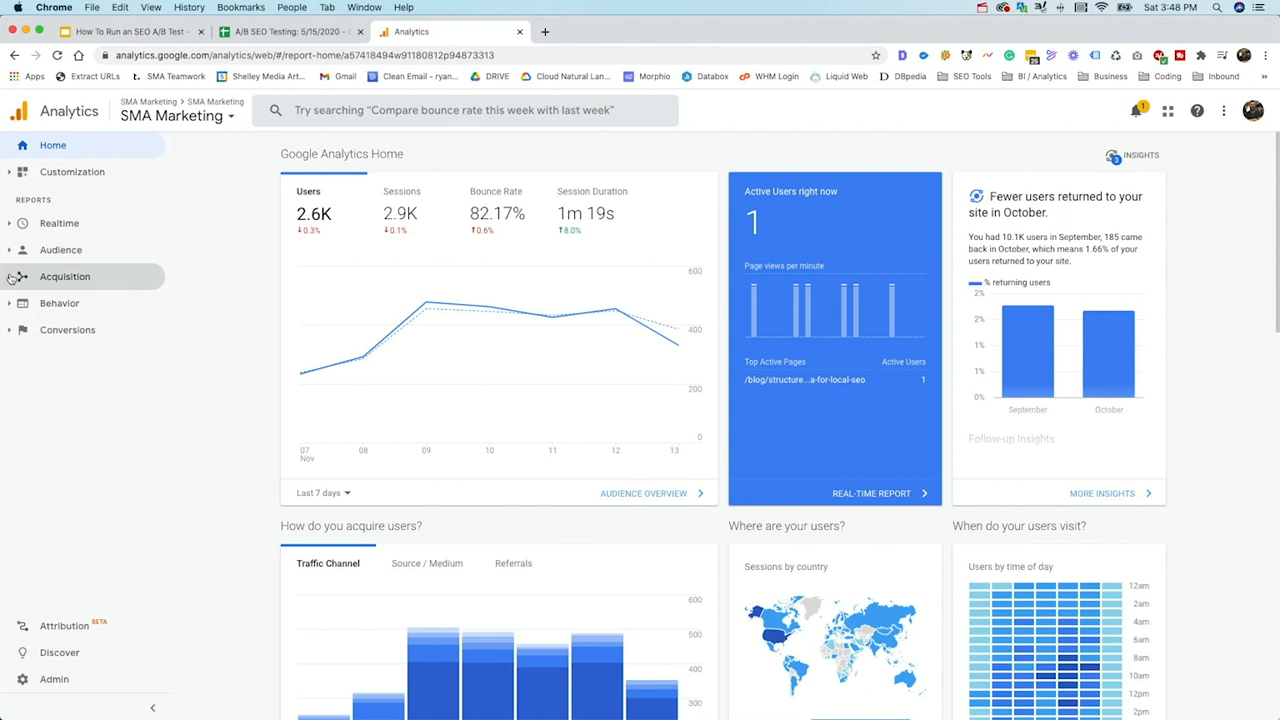 Chrome File Edit View History Bookmarks People Tab Window Help Sat 3:48 PM
How To Run an SEO A/B Test -
A/B SEO Testing: 5/15/2020 -
Analytics
analytics.google.com/analytics/web/#/report-home/a57418494w91180812p94873313
Apps Extract URLs SMA Teamwork Shelley Media Art... Gmail Clean Email - ryan... DRIVE Cloud Natural Lan... Morphio Databox WHM Login Liquid Web DBpedia SEO Tools BI / Analytics Business Coding Inbound
Analytics
SMA Marketing > SMA Marketing
SMA Marketing
Try searching "Compare bounce rate this week with last week"
1
Home
Customization
REPORTS
Realtime
Audience
Acquisition
Behavior
Conversions
Attribution BETA
Discover
Admin
Google Analytics Home
3 INSIGHTS
Users Sessions Bounce Rate Session Duration
2.6K 2.9K 82.17% 1m 19s
↓0.3% ↓0.1% ↑0.6% ↑8.0%
600
400
200
0
07 08 09 10 11 12 13
Nov
Last 7 days
AUDIENCE OVERVIEW
Active Users right now
1
Page views per minute
Top Active Pages Active Users
/blog/structure...a-for-local-seo 1
REAL-TIME REPORT
Fewer users returned to your
site in October.
You had 10.1K users in September, 185 came
back in October, which means 1.66% of your
users returned to your site.
% returning users
2%
2%
1%
1%
0%
September October
Follow-up Insights
MORE INSIGHTS
How do you acquire users?
Traffic Channel Source / Medium Referrals
600
500
400
300
Where are your users?
Sessions by country
When do your users visit?
Users by time of day
12am
2am
4am
6am
8am
10am
12pm
2pm